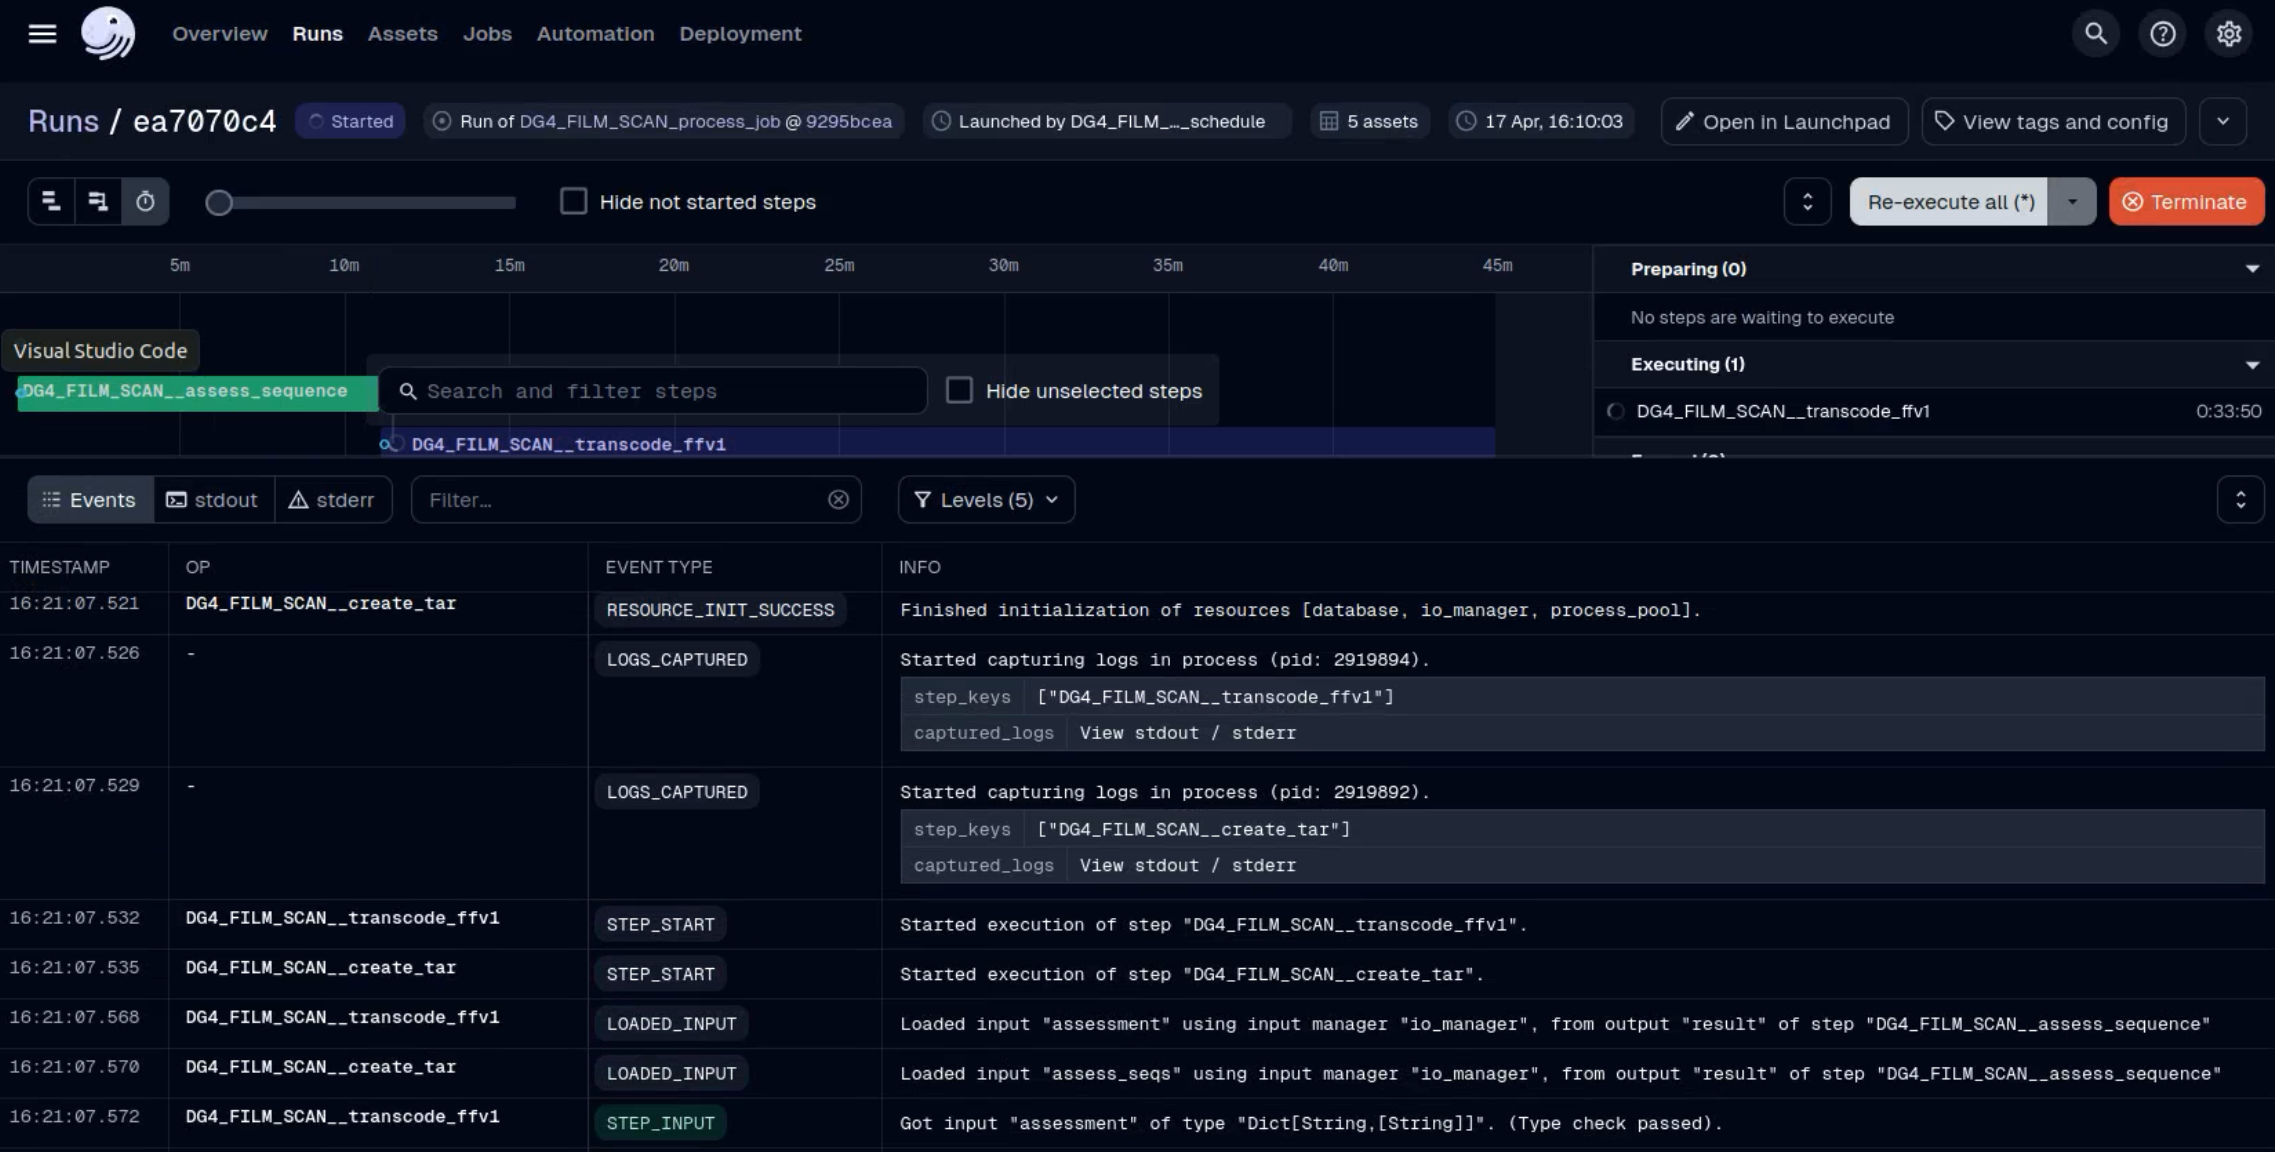 Overview Runs Assets Jobs Automation Deployment
Runs / ea7070c4 Started Run of DG4_FILM_SCAN_process_job @ 9295bcea Launched by DG4_FILM_…_schedule 5 assets 17 Apr, 16:10:03 Open in Launchpad View tags and config
Hide not started steps Re-execute all (*) Terminate
5m 10m 15m 20m 25m 30m 35m 40m 45m
Preparing (0)
No steps are waiting to execute
Visual Studio Code
Executing (1)
DG4_FILM_SCAN__assess_sequence Search and filter steps Hide unselected steps
DG4_FILM_SCAN__transcode_ffv1 0:33:50
DG4_FILM_SCAN__transcode_ffv1
Events stdout stderr Filter… Levels (5)
TIMESTAMP OP EVENT TYPE INFO
16:21:07.521 DG4_FILM_SCAN__create_tar RESOURCE_INIT_SUCCESS Finished initialization of resources [database, io_manager, process_pool].
16:21:07.526 - LOGS_CAPTURED Started capturing logs in process (pid: 2919894).
step_keys ["DG4_FILM_SCAN__transcode_ffv1"]
captured_logs View stdout / stderr
16:21:07.529 - LOGS_CAPTURED Started capturing logs in process (pid: 2919892).
step_keys ["DG4_FILM_SCAN__create_tar"]
captured_logs View stdout / stderr
16:21:07.532 DG4_FILM_SCAN__transcode_ffv1 STEP_START Started execution of step "DG4_FILM_SCAN__transcode_ffv1".
16:21:07.535 DG4_FILM_SCAN__create_tar STEP_START Started execution of step "DG4_FILM_SCAN__create_tar".
16:21:07.568 DG4_FILM_SCAN__transcode_ffv1 LOADED_INPUT Loaded input "assessment" using input manager "io_manager", from output "result" of step "DG4_FILM_SCAN__assess_sequence"
16:21:07.570 DG4_FILM_SCAN__create_tar LOADED_INPUT Loaded input "assess_seqs" using input manager "io_manager", from output "result" of step "DG4_FILM_SCAN__assess_sequence"
16:21:07.572 DG4_FILM_SCAN__transcode_ffv1 STEP_INPUT Got input "assessment" of type "Dict[String,[String]]". (Type check passed).